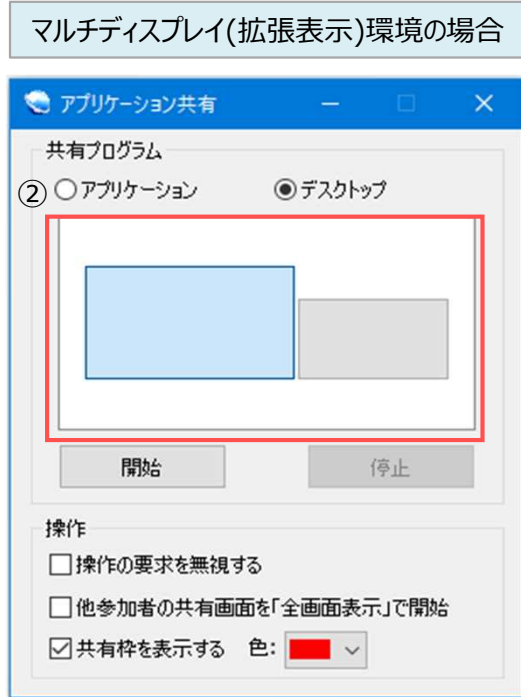 マルチディスプレイ(拡張表示)環境の場合
アプリケーション共有
共有プログラム
② アプリケーション デスクトップ
開始 停止
操作
操作の要求を無視する
他参加者の共有画面を「全画面表示」で開始
共有枠を表示する 色: